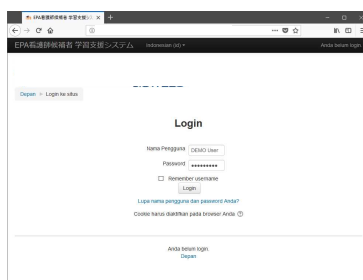 EPA看護師候補者 学習支援シス
EPA看護師候補者 学習支援システム Indonesian (id) Anda belum login.
Depan Login ke situs
Login
Nama Pengguna DEMO User
Password
Remember username
Login
Lupa nama pengguna dan password Anda?
Cookie harus diaktifkan pada browser Anda
Anda belum login.
Depan